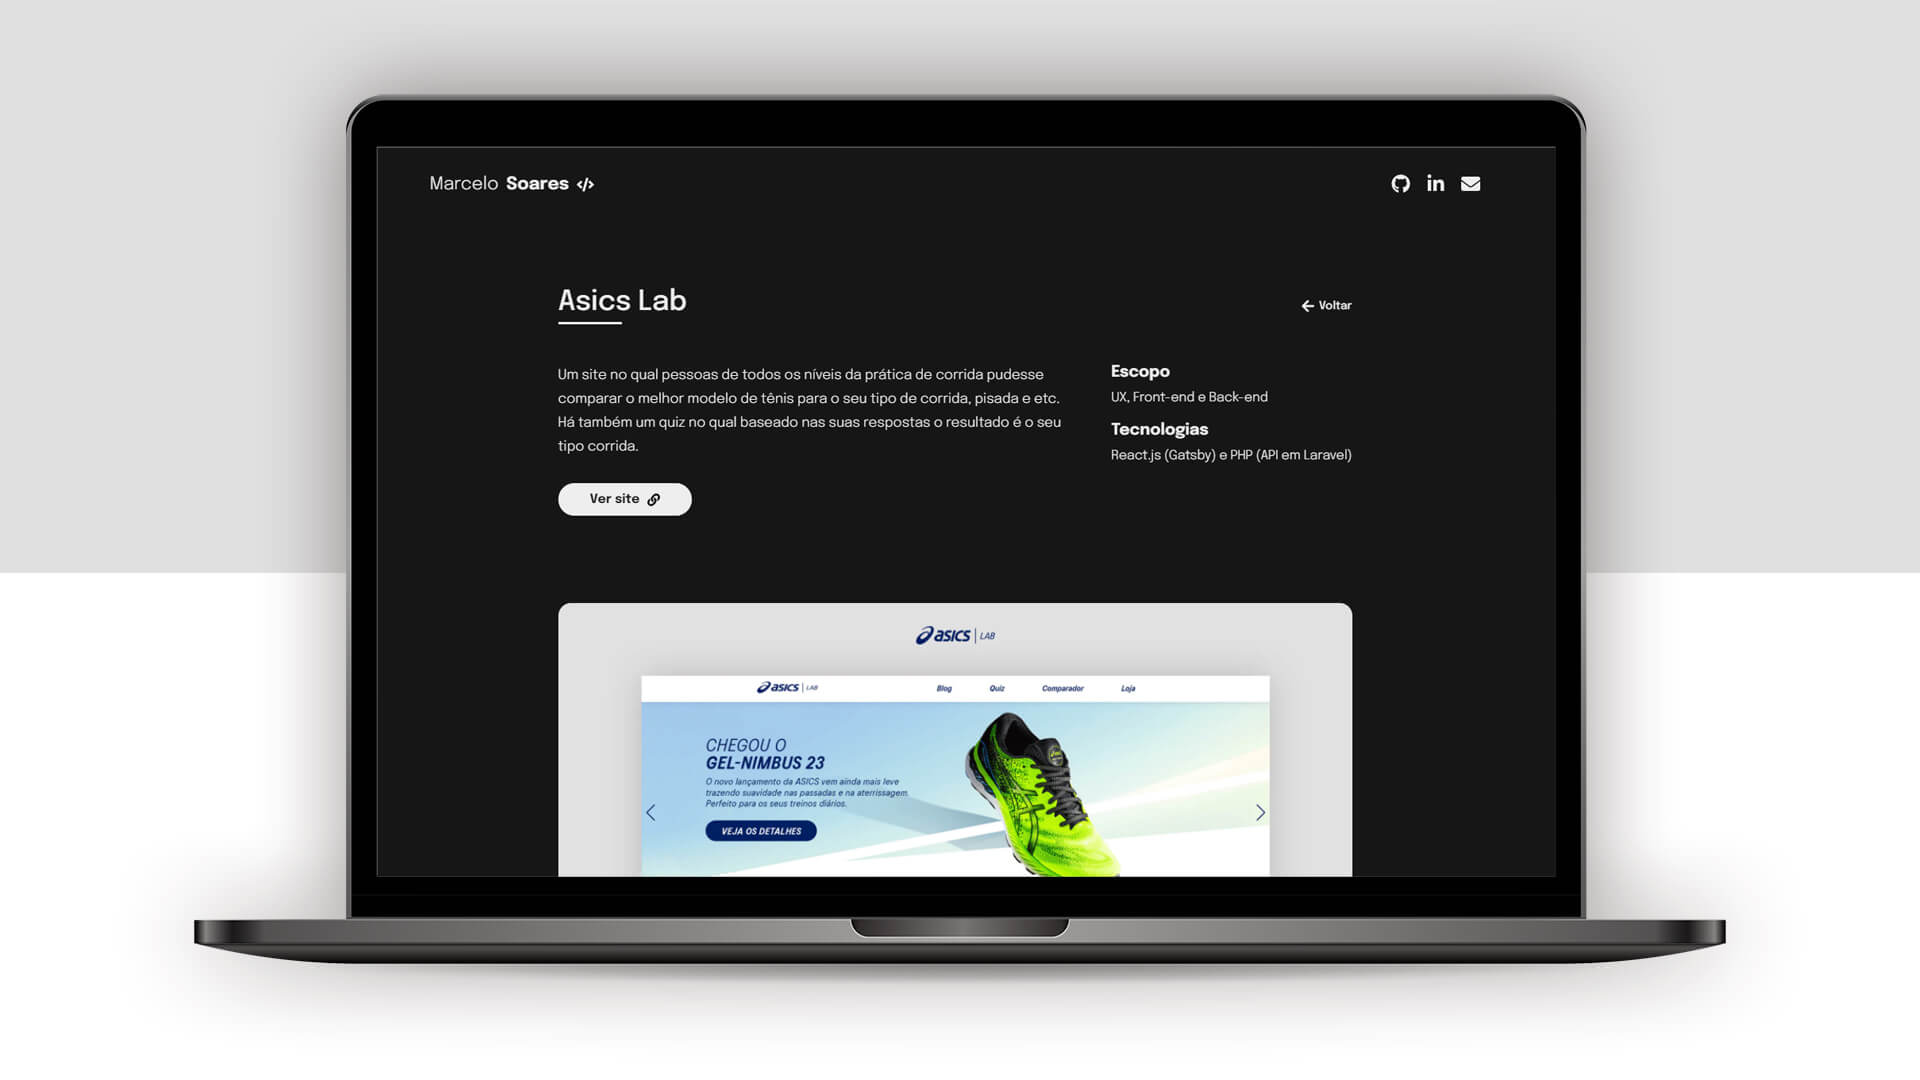 Marcelo Soares
Asics Lab
Voltar
Um site no qual pessoas de todos os níveis da prática de corrida pudesse
comparar o melhor modelo de tênis para o seu tipo de corrida, pisada e etc.
Há também um quiz no qual baseado nas suas respostas o resultado é o seu
tipo corrida.
Ver site
Escopo
UX, Front-end e Back-end
Tecnologias
React.js (Gatsby) e PHP (API em Laravel)
asics | LAB
asics | LAB
Blog Quiz Comparador Loja
CHEGOU O
GEL-NIMBUS 23
O novo lançamento da ASICS vem ainda mais leve
trazendo suavidade nas passadas e na aterrissagem.
Perfeito para os seus treinos diários.
VEJA OS DETALHES